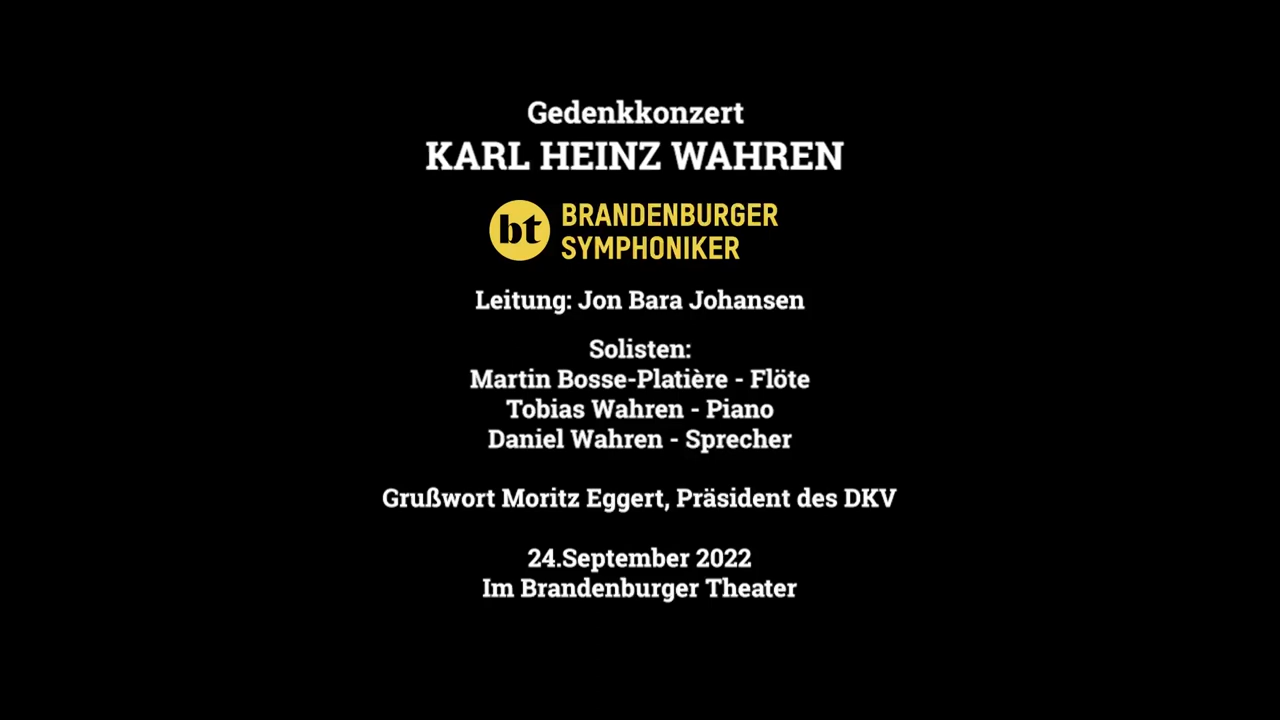 Gedenkkonzert
KARL HEINZ WAHREN
bt BRANDENBURGER
SYMPHONIKER
Leitung: Jon Bara Johansen
Solisten:
Martin Bosse-Platière - Flöte
Tobias Wahren - Piano
Daniel Wahren - Sprecher
Grußwort Moritz Eggert, Präsident des DKV
24.September 2022
Im Brandenburger Theater